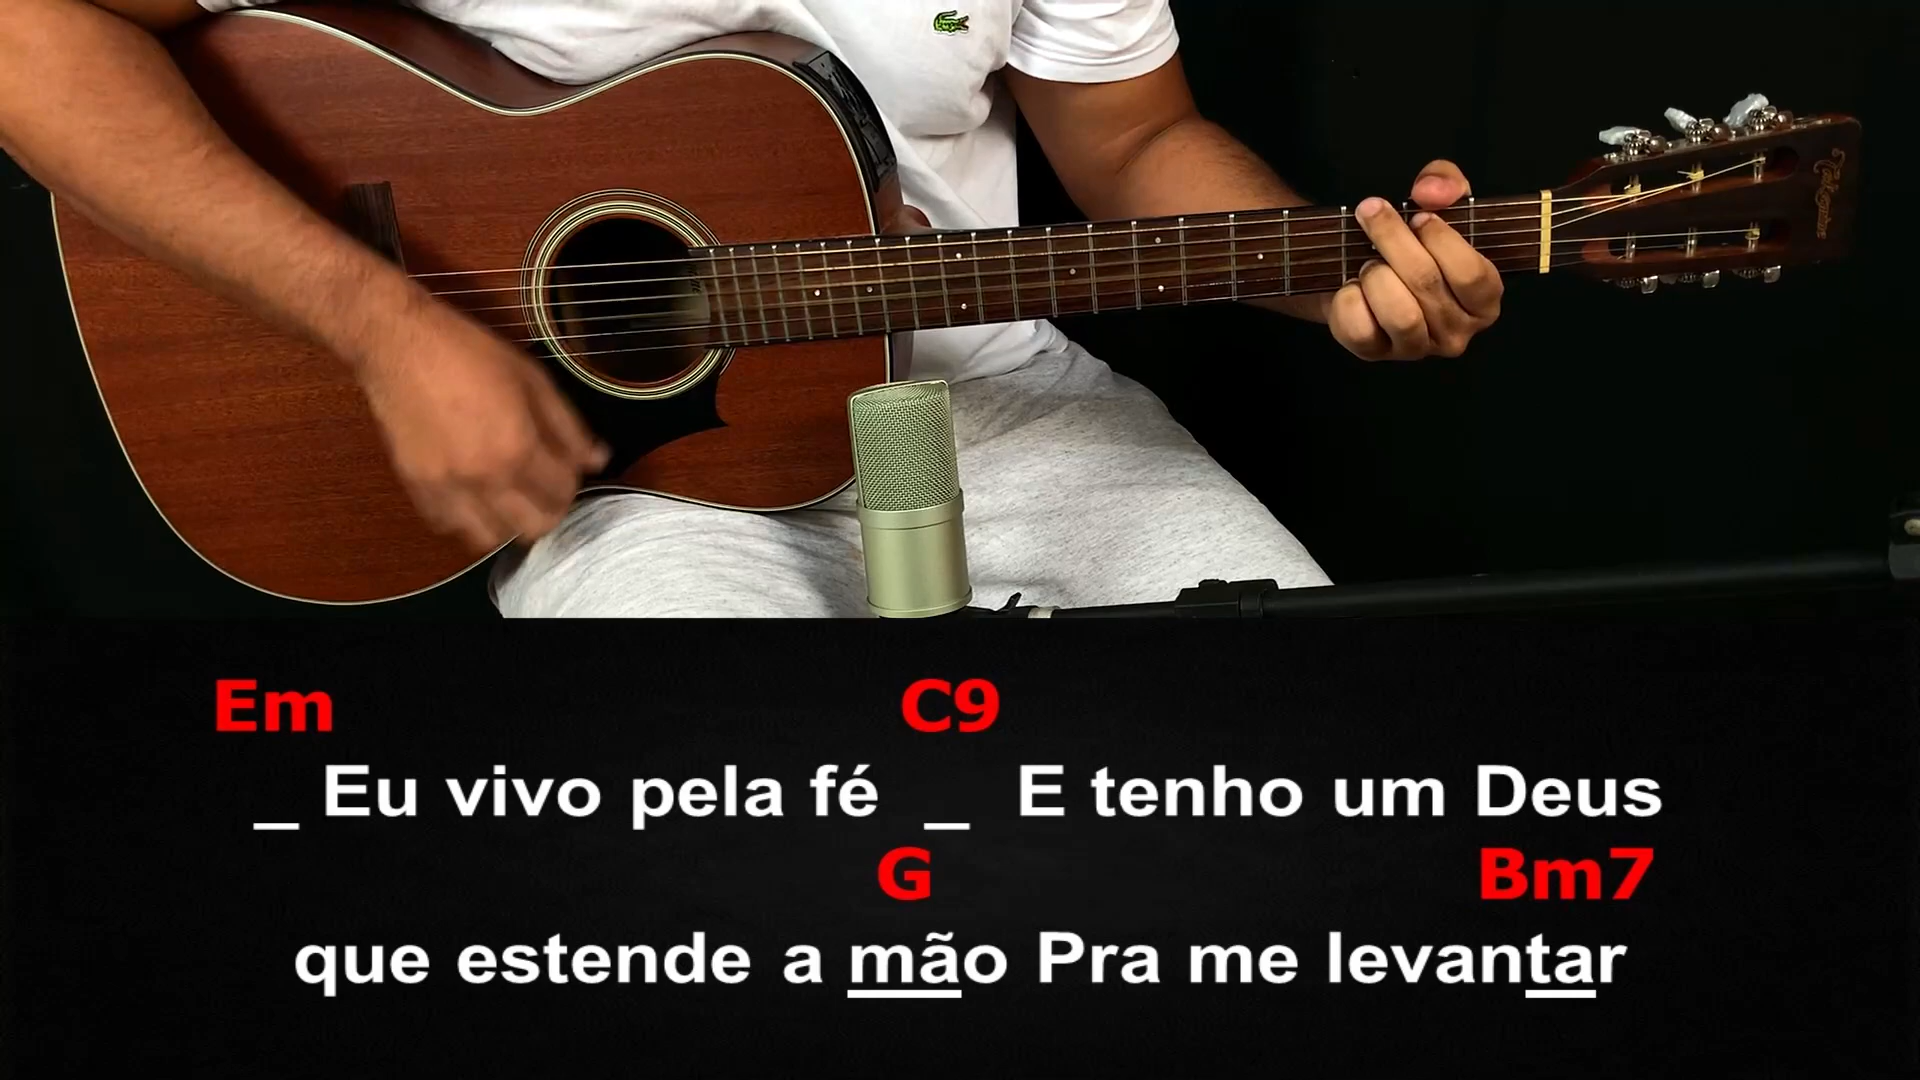 Em C9
_ Eu vivo pela fé _ E tenho um Deus
G Bm7
que estende a mão Pra me levantar